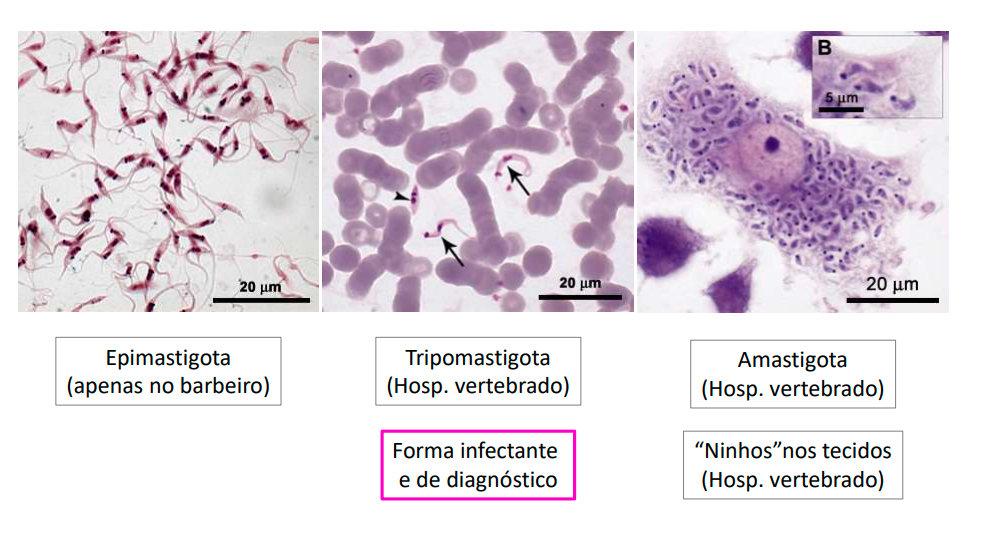 B
5 µm
20 µm
20 µm
20 µm
Epimastigota
(apenas no barbeiro)
Tripomastigota
(Hosp. vertebrado)
Amastigota
(Hosp. vertebrado)
Forma infectante
e de diagnóstico
“Ninhos”nos tecidos
(Hosp. vertebrado)